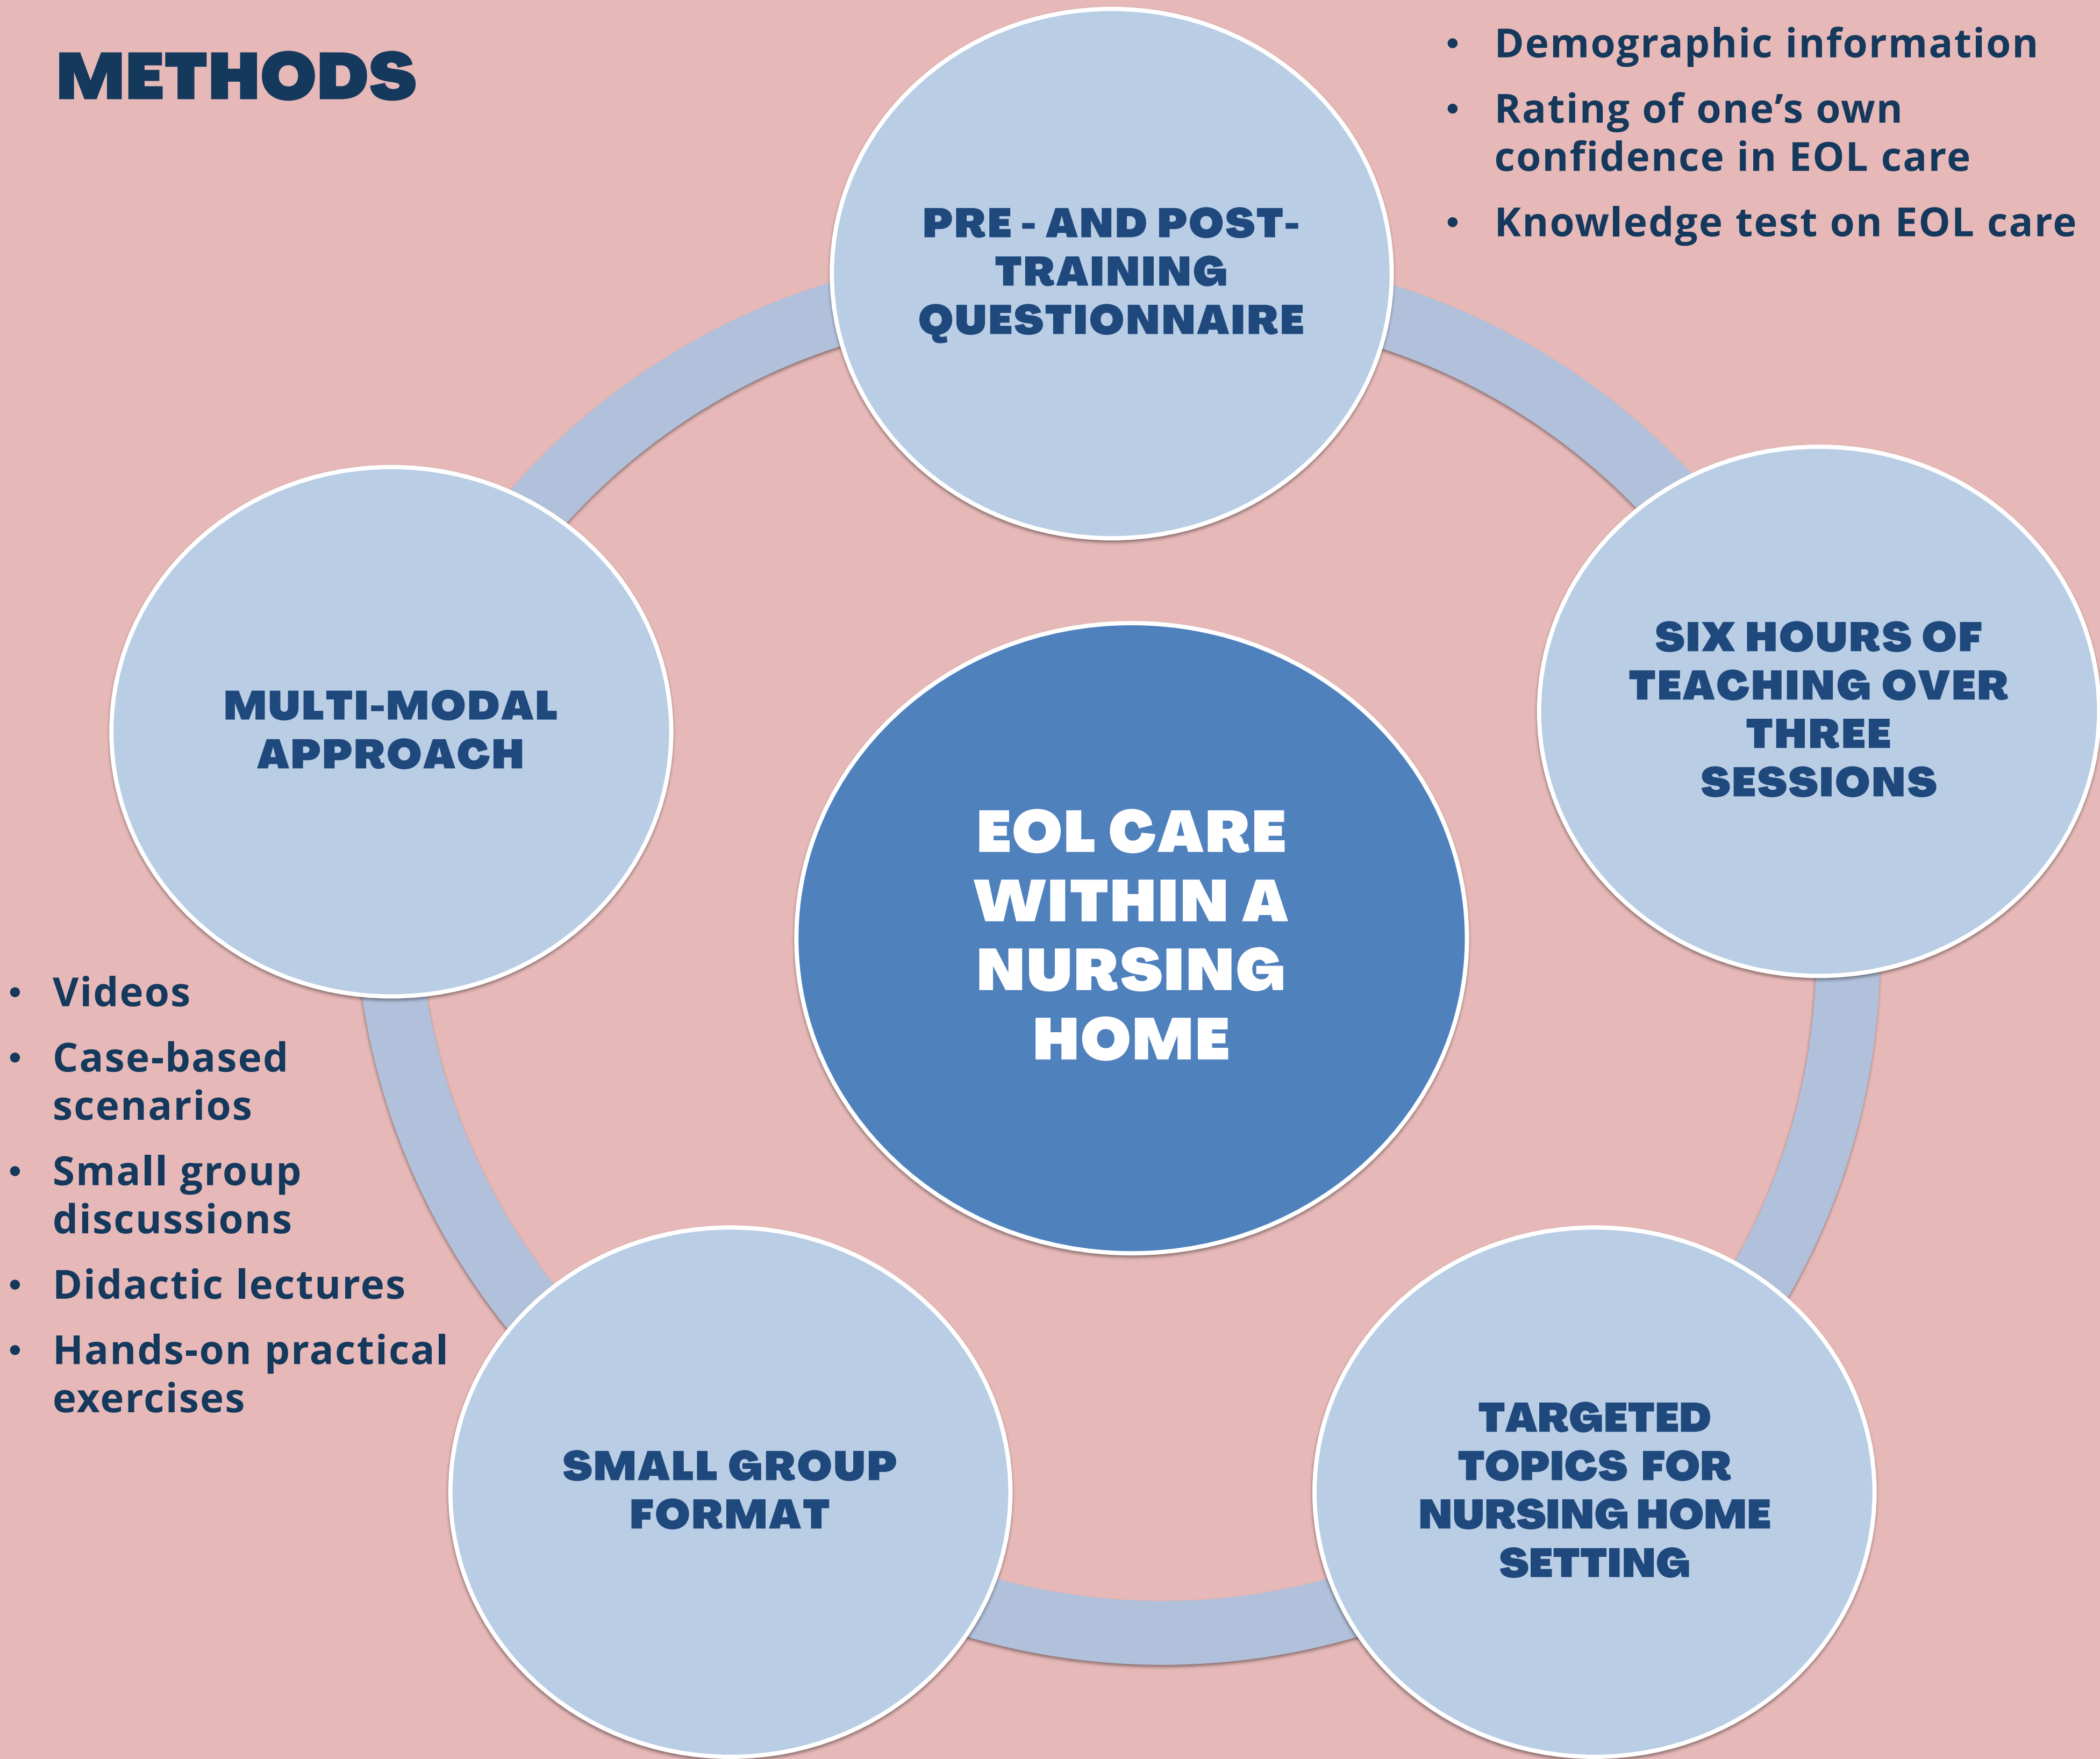 METHODS
• Demographic information
• Rating of one’s own
confidence in EOL care
• Knowledge test on EOL care
PRE - AND POST-
TRAINING
QUESTIONNAIRE
SIX HOURS OF
TEACHING OVER
THREE
SESSIONS
MULTI-MODAL
APPROACH
EOL CARE
WITHIN A
NURSING
HOME
• Videos
• Case-based
scenarios
• Small group
discussions
• Didactic lectures
• Hands-on practical
exercises
SMALL GROUP
FORMAT
TARGETED
TOPICS FOR
NURSING HOME
SETTING